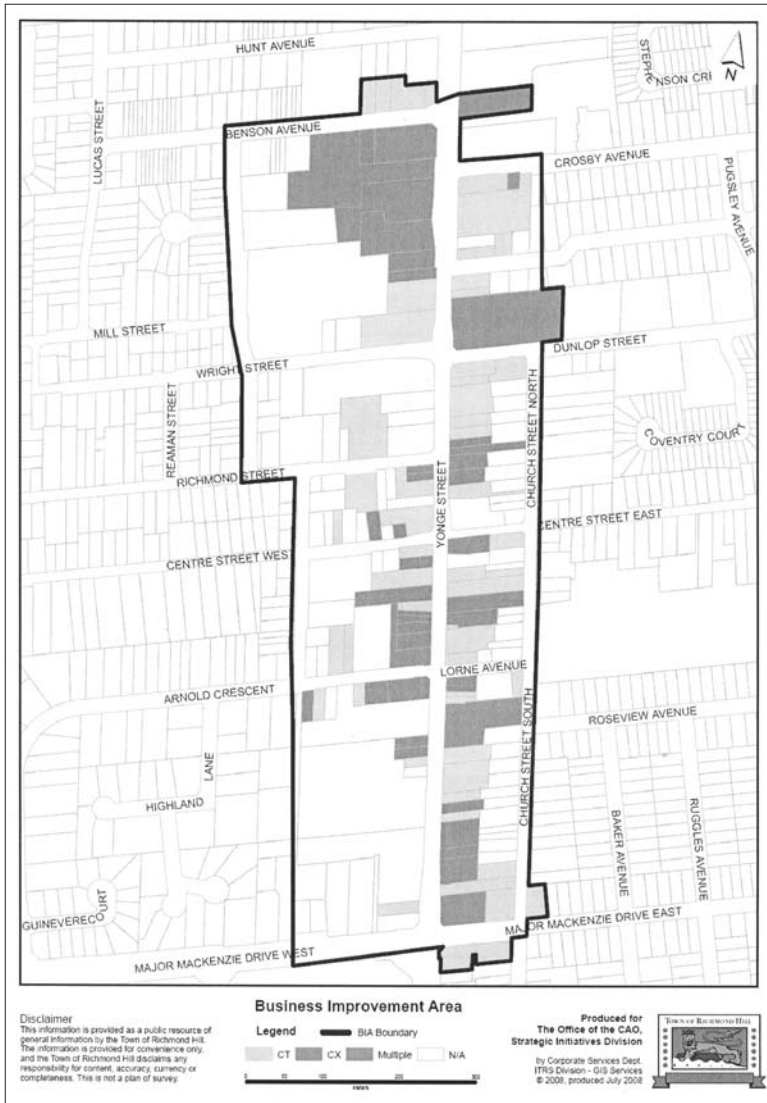 HUNT AVENUE
STEPHENSON CRE
N
LUCAS STREET
BENSON AVENUE
CROSBY AVENUE
PUGSLEY AVENUE
MILL STREET
DUNLOP STREET
WRIGHT STREET
REAMAN STREET
CHURCH STREET NORTH
COVENTRY COURT
RICHMOND STREET
YONGE STREET
CENTRE STREET EAST
CENTRE STREET WEST
LORNE AVENUE
ARNOLD CRESCENT
CHURCH STREET SOUTH
ROSEVIEW AVENUE
HIGHLAND
LANE
BAKER AVENUE
RUGGLES AVENUE
GUINEVERE COURT
MAJOR MACKENZIE DRIVE EAST
MAJOR MACKENZIE DRIVE WEST
Business Improvement Area
Disclaimer
This information is provided as a public resource of
general information by the Town of Richmond Hill.
The information is provided for convenience only,
and the Town of Richmond Hill disclaims any
responsibility for content, accuracy, currency or
completeness. This is not a plan of survey.
Legend
BIA Boundary
CT
CX
Multiple
N/A
0 50 100 200 300
Produced for
The Office of the CAO,
Strategic Initiatives Division
by Corporate Services Dept.
ITRS Division - GIS Services
© 2008, produced July 2008
TOWN OF RICHMOND HILL